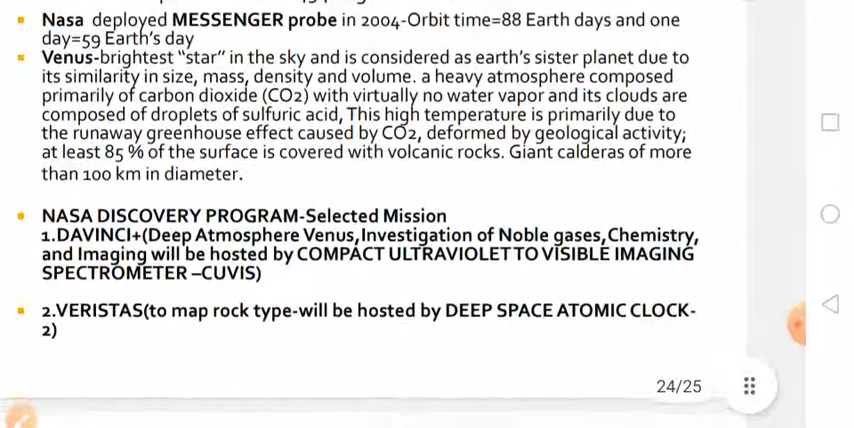 Nasa deployed MESSENGER probe in 2004-Orbit time=88 Earth days and one
day=59 Earth's day
Venus-brightest "star" in the sky and is considered as earth's sister planet due to
its similarity in size, mass, density and volume. a heavy atmosphere composed
primarily of carbon dioxide (CO2) with virtually no water vapor and its clouds are
composed of droplets of sulfuric acid, This high temperature is primarily due to
the runaway greenhouse effect caused by CO2, deformed by geological activity;
at least 85 % of the surface is covered with volcanic rocks. Giant calderas of more
than 100 km in diameter.
NASA DISCOVERY PROGRAM-Selected Mission
1.DAVINCI+(Deep Atmosphere Venus,Investigation of Noble gases,Chemistry,
and Imaging will be hosted by COMPACT ULTRAVIOLET TO VISIBLE IMAGING
SPECTROMETER –CUVIS)
2.VERISTAS(to map rock type-will be hosted by DEEP SPACE ATOMIC CLOCK-
2)
24/25